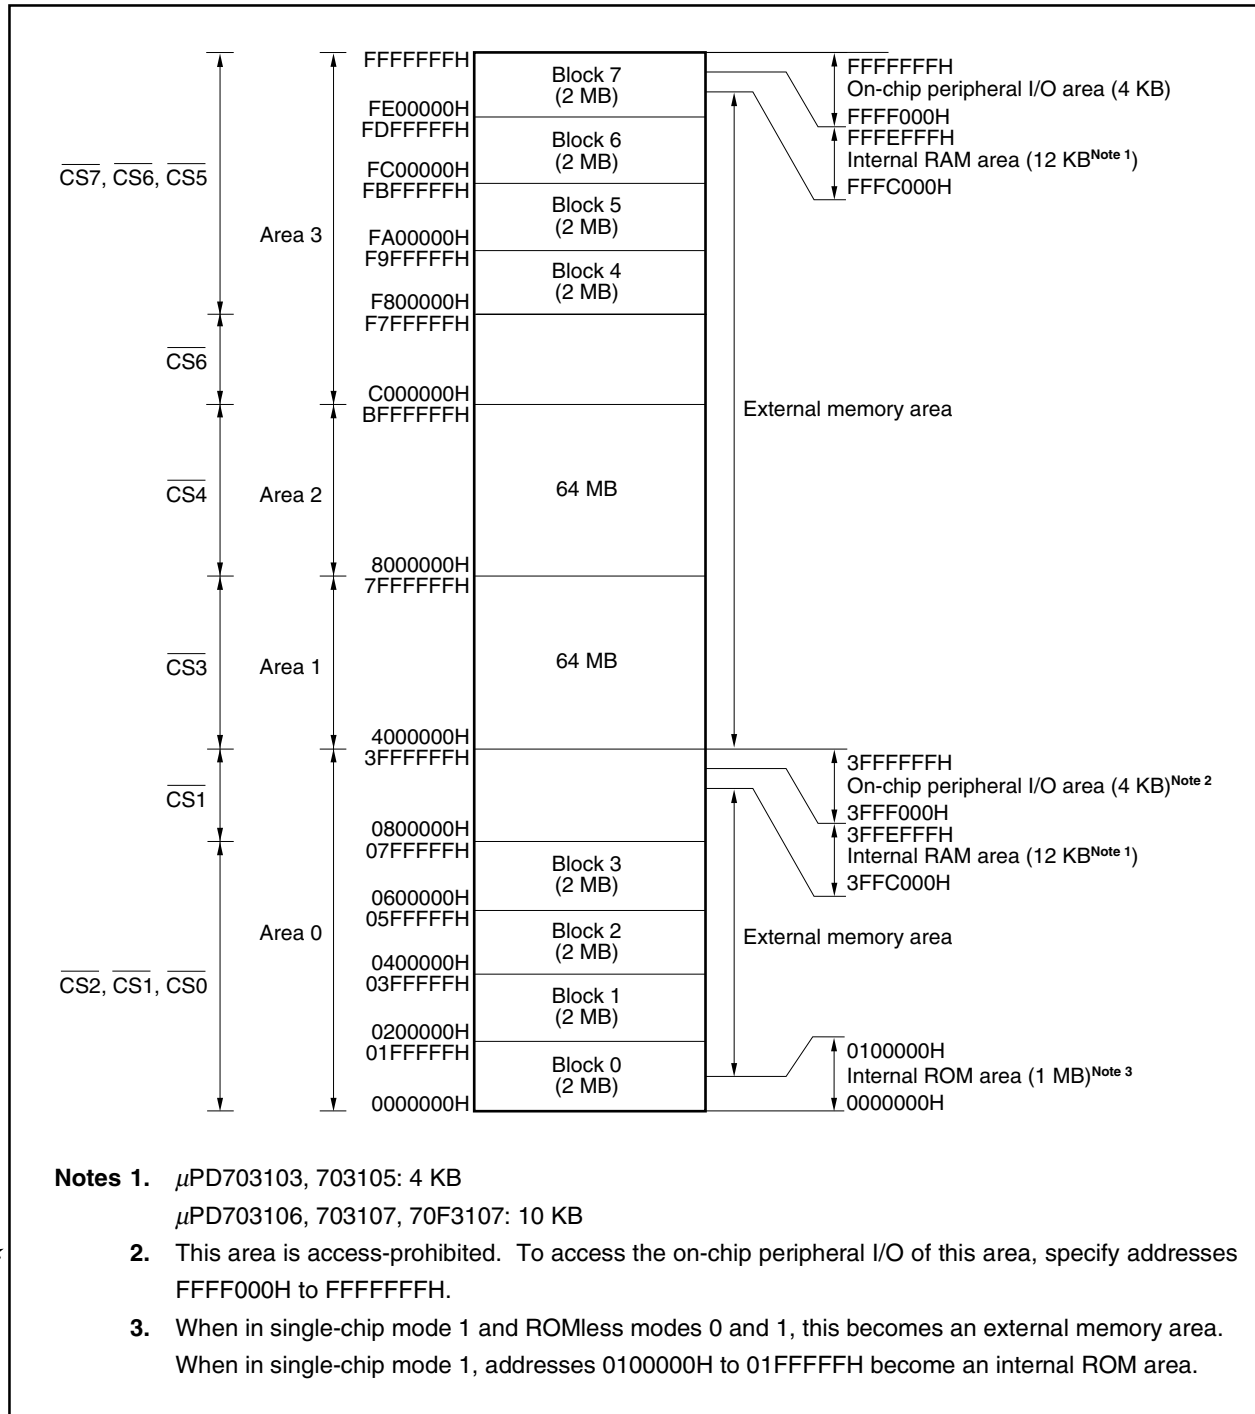 FFFFFFFH
Block 7
(2 MB)
FE00000H
FDFFFFFH
Block 6
(2 MB)
FC00000H
FBFFFFFH
Block 5
(2 MB)
FA00000H
F9FFFFFH
Block 4
(2 MB)
F800000H
F7FFFFFH
C000000H
BFFFFFFH
64 MB
8000000H
7FFFFFFH
64 MB
4000000H
3FFFFFFH
0800000H
07FFFFFH
Block 3
(2 MB)
0600000H
05FFFFFH
Block 2
(2 MB)
0400000H
03FFFFFH
Block 1
(2 MB)
0200000H
01FFFFFH
Block 0
(2 MB)
0000000H
CS7, CS6, CS5
CS6
CS4
CS3
CS1
CS2, CS1, CS0
Area 3
Area 2
Area 1
Area 0
FFFFFFFH
On-chip peripheral I/O area (4 KB)
FFFF000H
FFFEFFFH
Internal RAM area (12 KBNote 1)
FFFC000H
External memory area
3FFFFFFH
On-chip peripheral I/O area (4 KB)Note 2
3FFF000H
3FFEFFFH
Internal RAM area (12 KBNote 1)
3FFC000H
External memory area
0100000H
Internal ROM area (1 MB)Note 3
0000000H
Notes 1. μPD703103, 703105: 4 KB
μPD703106, 703107, 70F3107: 10 KB
2. This area is access-prohibited. To access the on-chip peripheral I/O of this area, specify addresses
FFFF000H to FFFFFFFH.
3. When in single-chip mode 1 and ROMless modes 0 and 1, this becomes an external memory area.
When in single-chip mode 1, addresses 0100000H to 01FFFFFH become an internal ROM area.